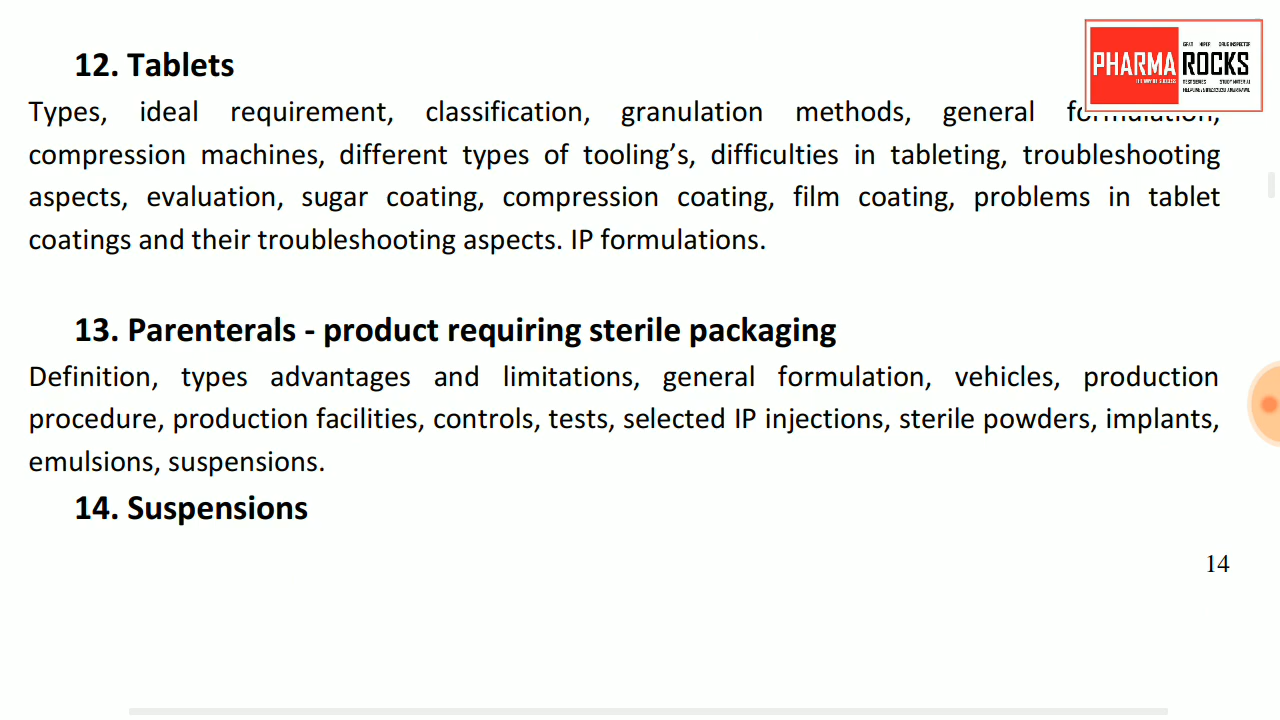 12. Tablets
PHARMA ROCKS
Types, ideal requirement, classification, granulation methods, general formulation,
compression machines, different types of tooling’s, difficulties in tableting, troubleshooting
aspects, evaluation, sugar coating, compression coating, film coating, problems in tablet
coatings and their troubleshooting aspects. IP formulations.
13. Parenterals - product requiring sterile packaging
Definition, types advantages and limitations, general formulation, vehicles, production
procedure, production facilities, controls, tests, selected IP injections, sterile powders, implants,
emulsions, suspensions.
14. Suspensions
14